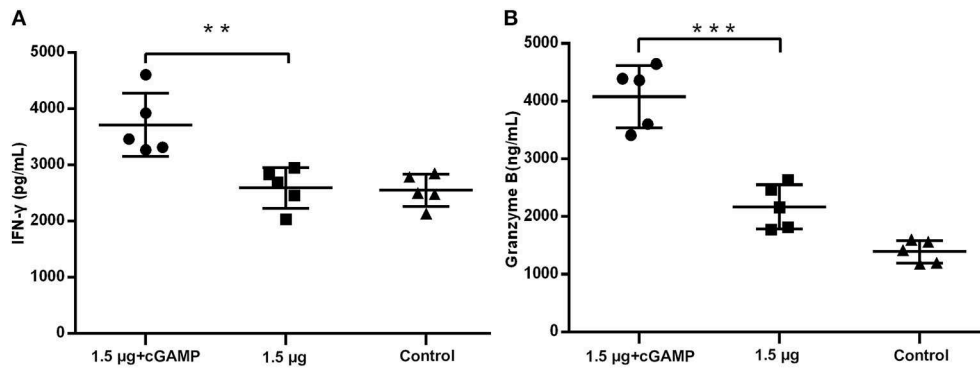 A
* *
IFN-γ (pg/mL)
5000
4000
3000
2000
1000
0
1.5 µg+cGAMP 1.5 µg Control
B
* * *
Granzyme B(ng/mL)
5000
4000
3000
2000
1000
0
1.5 µg+cGAMP 1.5 µg Control